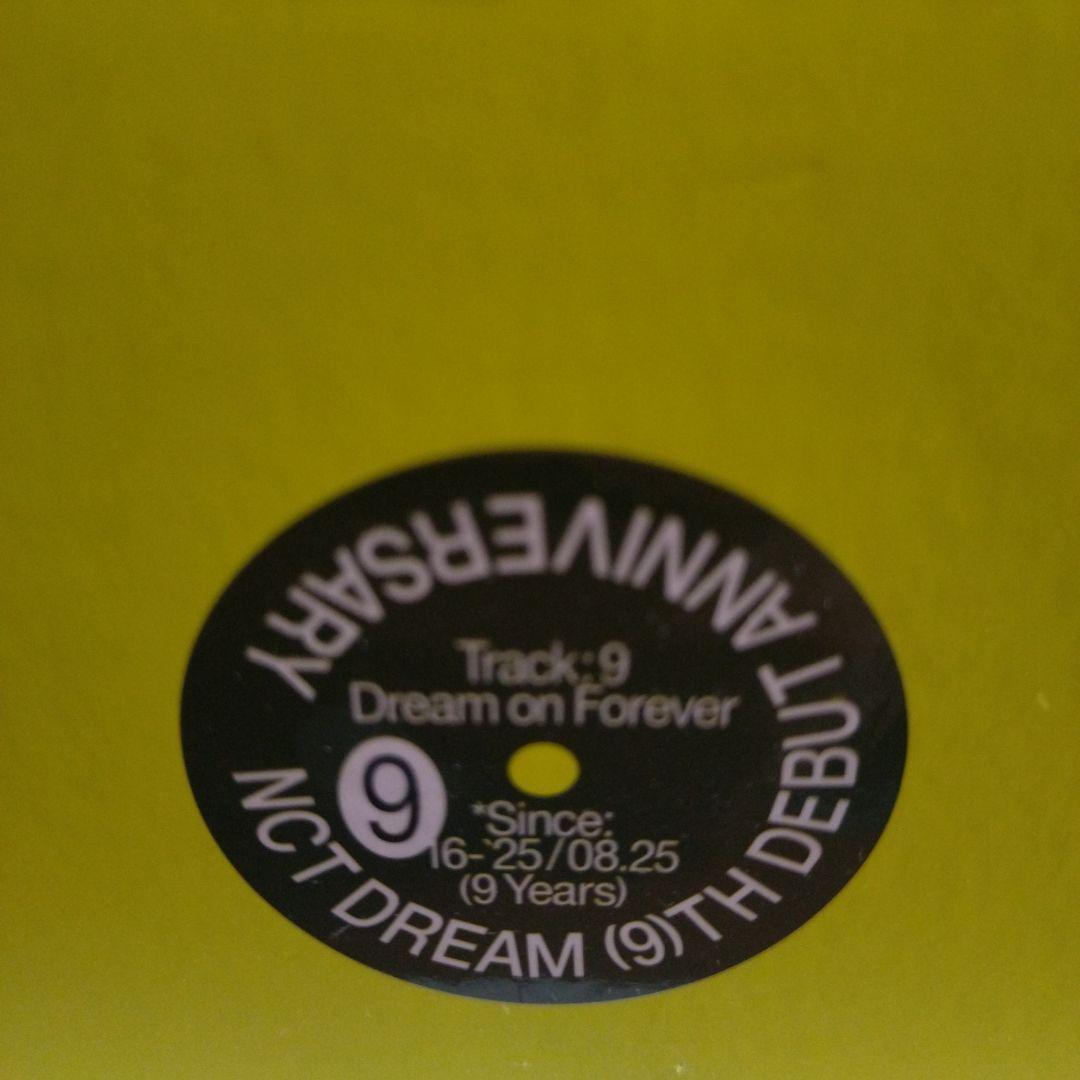 NCT DREAM (9)TH DEBUT ANNIVERSARY
Track:9
Dream on Forever
9
*Since:
16-'25/08.25
(9 Years)